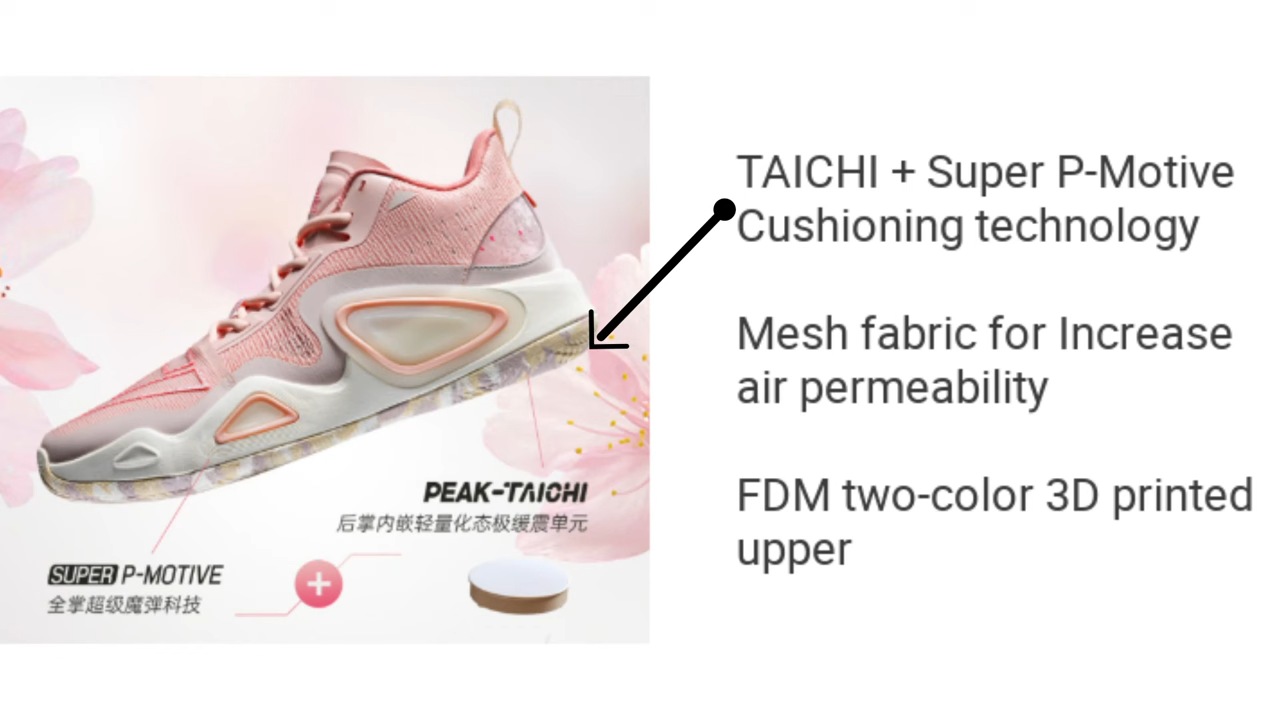 TAICHI + Super P-Motive
Cushioning technology
Mesh fabric for Increase
air permeability
FDM two-color 3D printed
upper
PEAK-TAICHI
后掌内嵌轻量化态极缓震单元
SUPER P-MOTIVE
全掌超级魔弹科技
+